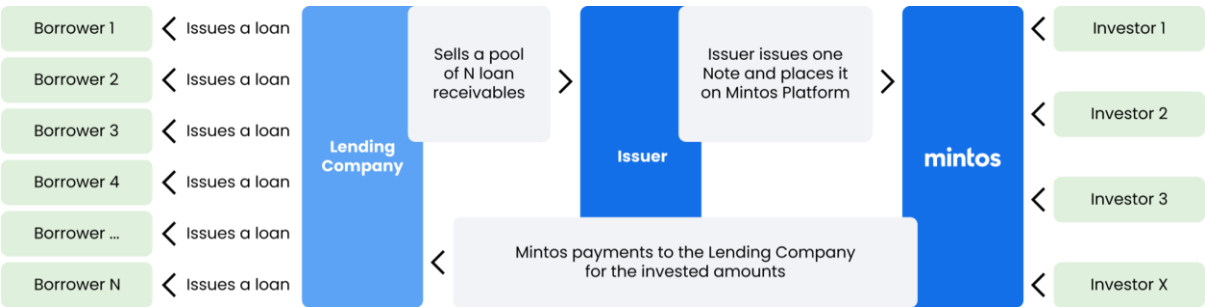 Borrower 1
Issues a loan
Borrower 2
Issues a loan
Borrower 3
Issues a loan
Borrower 4
Issues a loan
Borrower ...
Issues a loan
Borrower N
Issues a loan
Lending
Company
Sells a pool
of N loan
receivables
Issuer
Issuer issues one
Note and places it
on Mintos Platform
mintos
Mintos payments to the Lending Company
for the invested amounts
Investor 1
Investor 2
Investor 3
Investor X